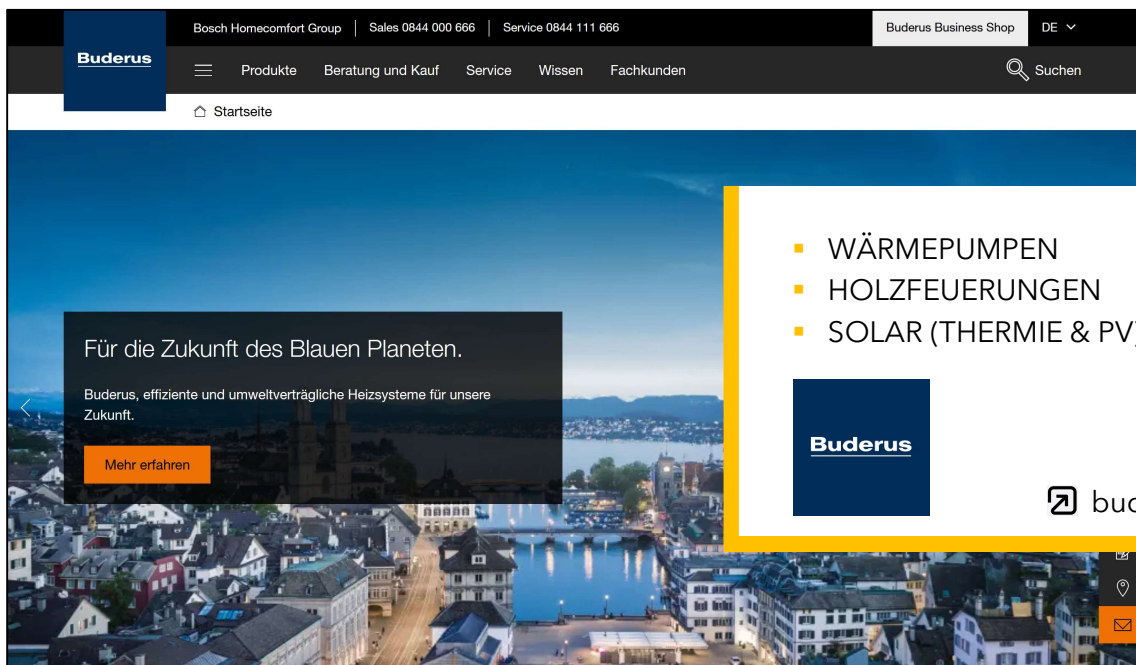 Bosch Homecomfort Group | Sales 0844 000 666 | Service 0844 111 666
Buderus Business Shop
DE
Buderus
Produkte Beratung und Kauf Service Wissen Fachkunden
Suchen
Startseite
WÄRMEPUMPEN
HOLZFEUERUNGEN
SOLAR (THERMIE & PV)
Für die Zukunft des Blauen Planeten.
Buderus, effiziente und umweltverträgliche Heizsysteme für unsere
Zukunft.
Mehr erfahren
Buderus